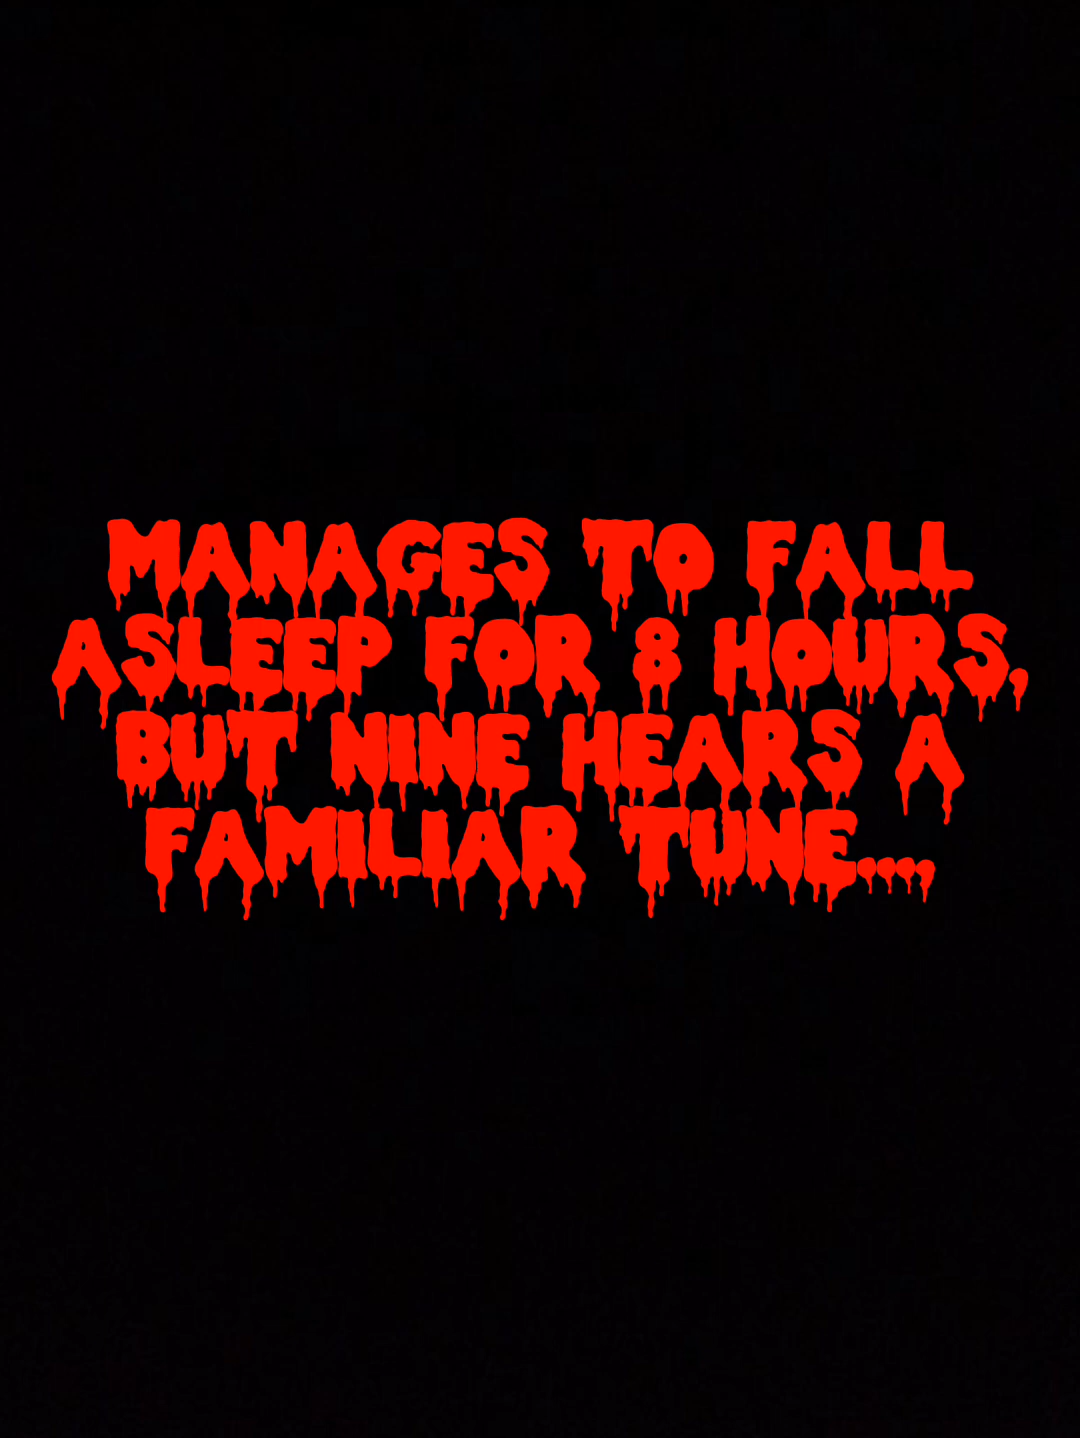 MANAGES TO FALL
ASLEEP FOR 8 HOURS,
BUT NINE HEARS A
FAMILIAR TUNE....